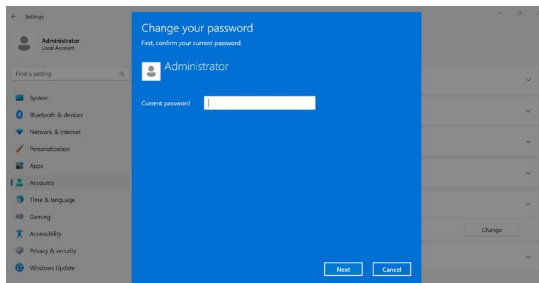 Settings
Administrator
Local Account
Find a setting
System
Bluetooth & devices
Network & internet
Personalization
Apps
Accounts
Time & language
Gaming
Accessibility
Privacy & security
Windows Update
Change your password
First, confirm your current password.
Administrator
Current password
Next
Cancel
Change